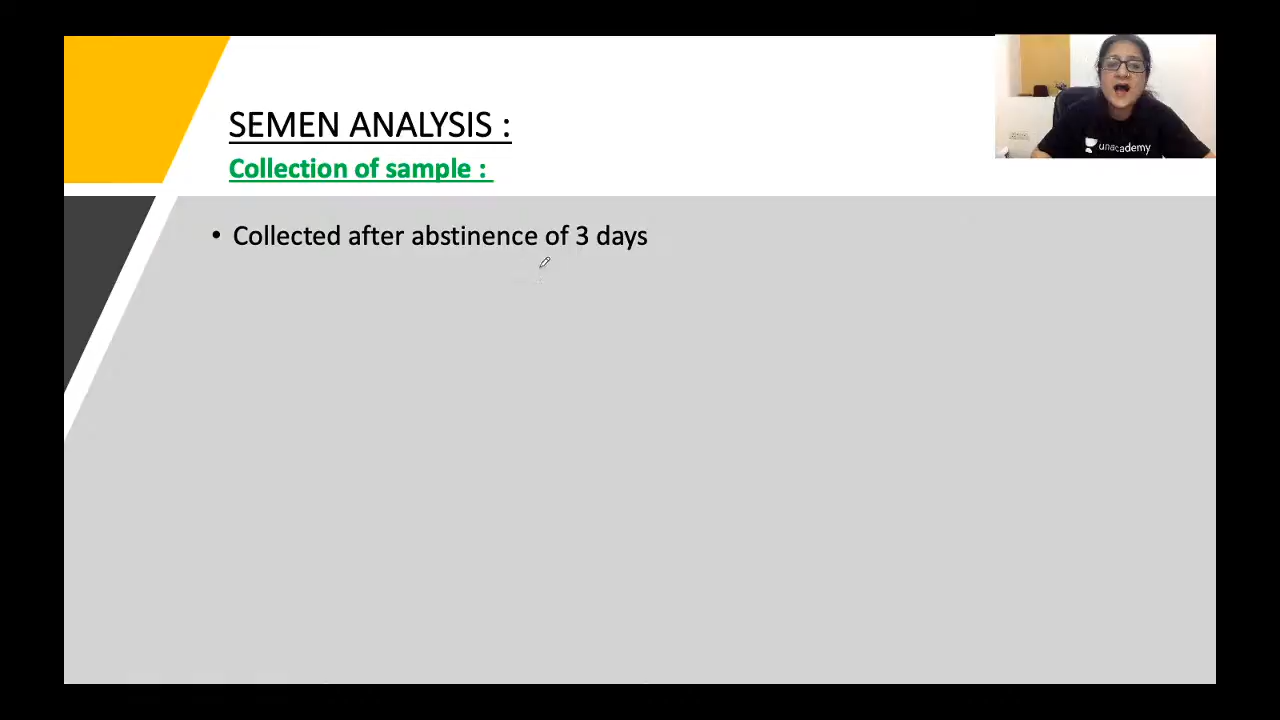 SEMEN ANALYSIS :
Collection of sample :
• Collected after abstinence of 3 days
unacademy